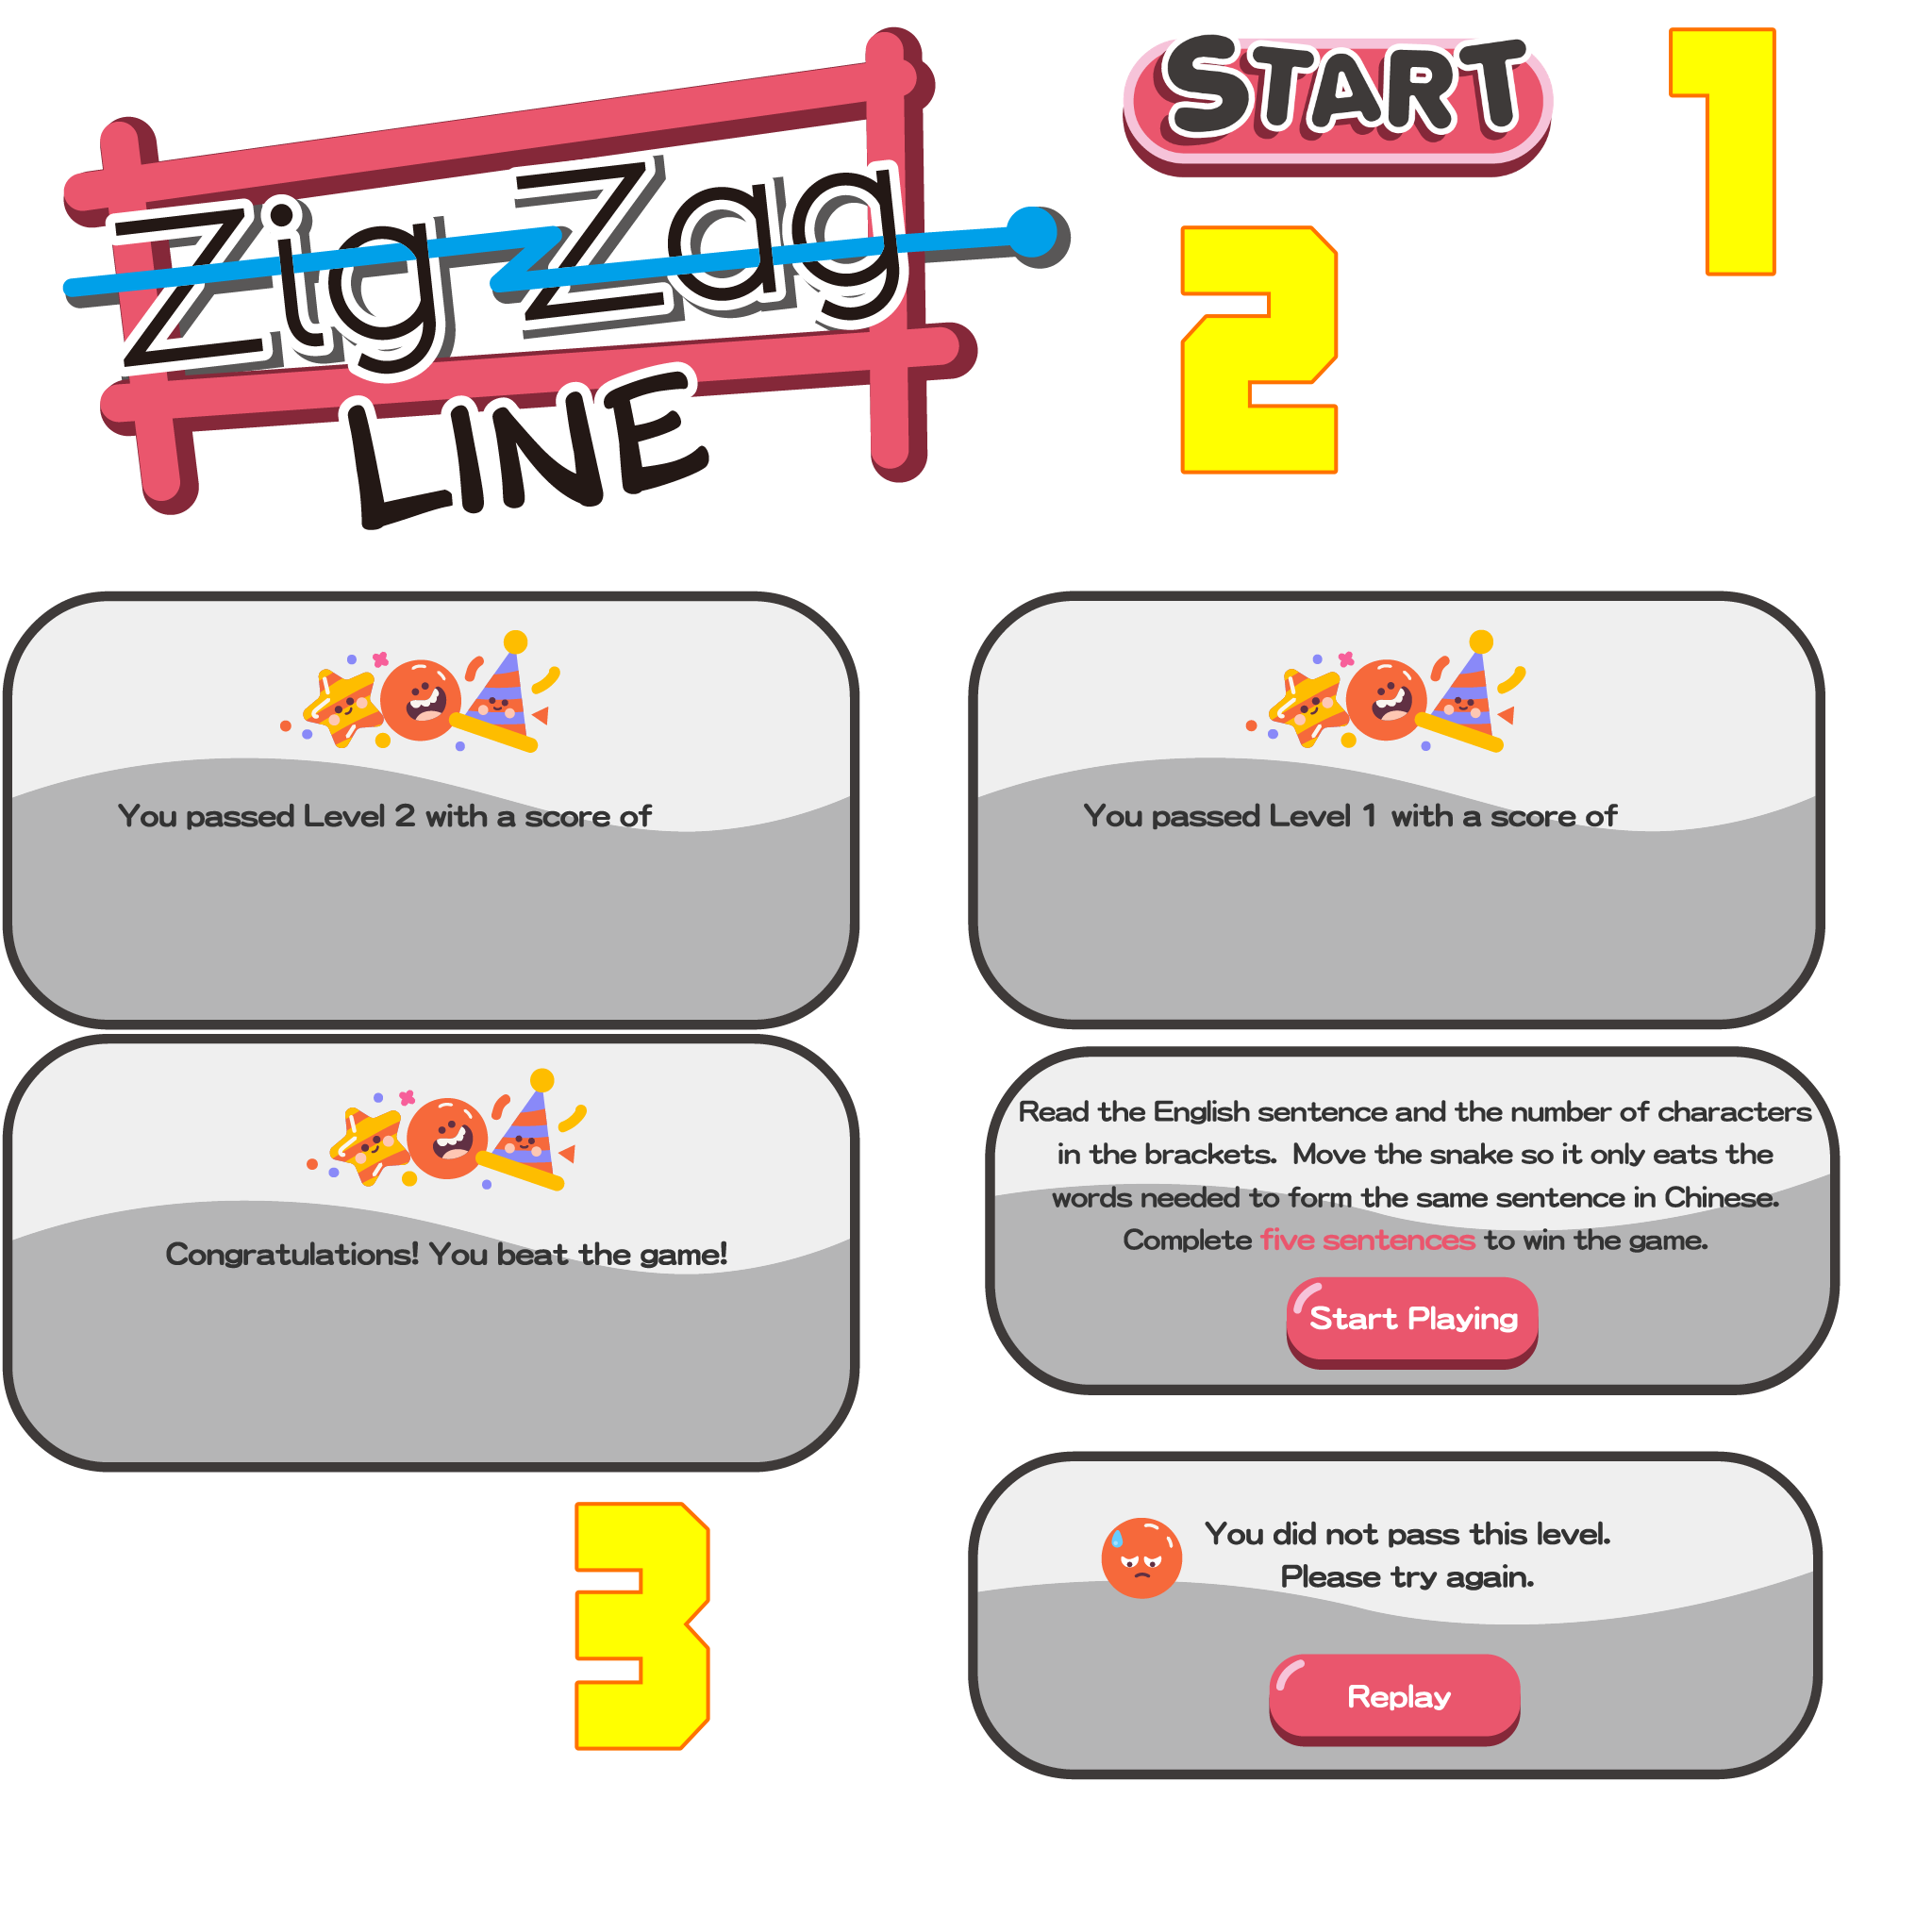 Zig Zag
LINE
START
1
2
You passed Level 2 with a score of
You passed Level 1 with a score of
Congratulations! You beat the game!
Read the English sentence and the number of characters
in the brackets. Move the snake so it only eats the
words needed to form the same sentence in Chinese.
Complete five sentences to win the game.
Start Playing
3
You did not pass this level.
Please try again.
Replay